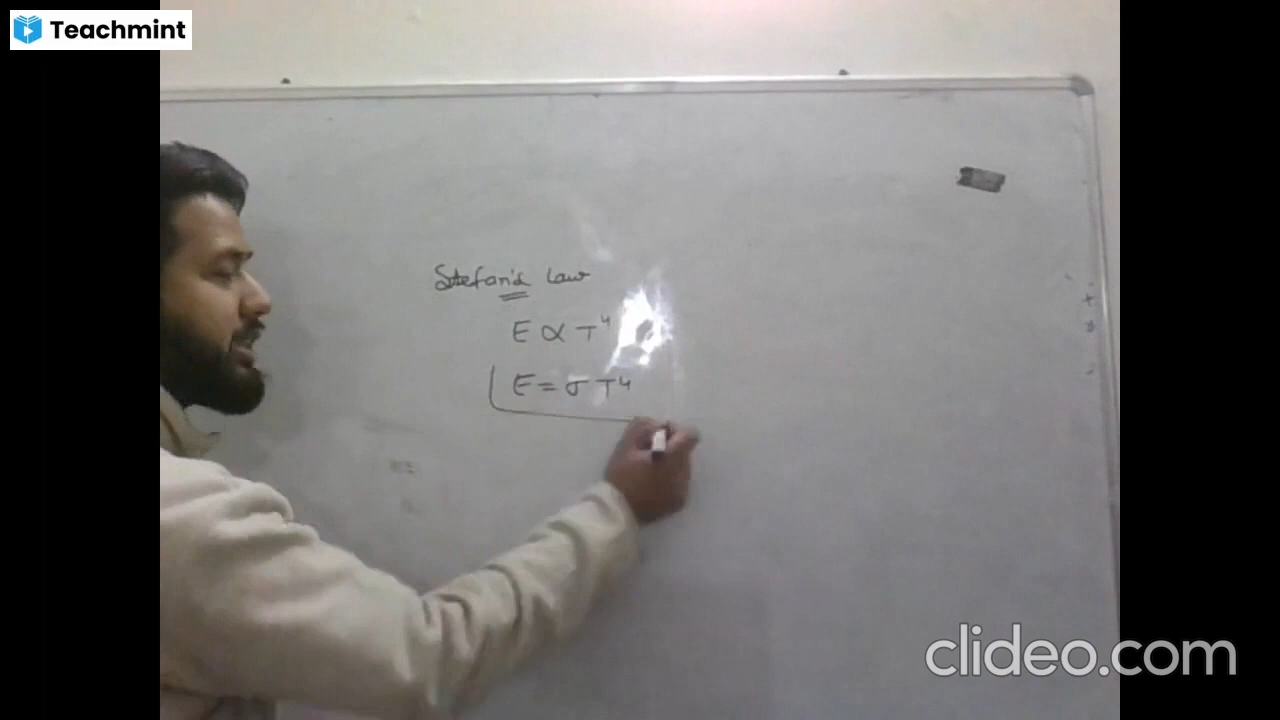 Teachmint
Stefan's Law
E ∝ T⁴
E = σ T⁴
clideo.com